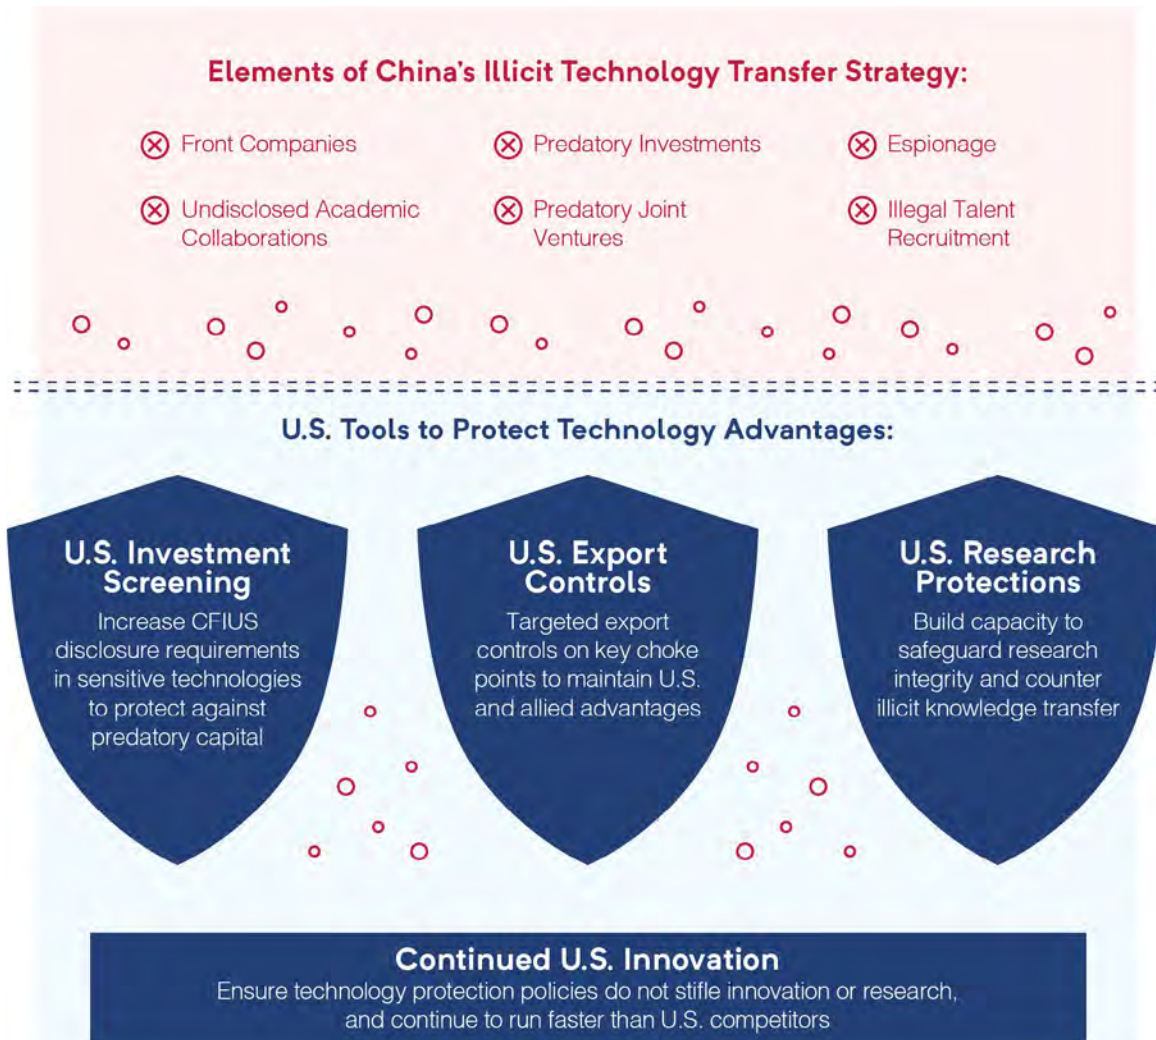 Elements of China's Illicit Technology Transfer Strategy:
Front Companies
Predatory Investments
Espionage
Undisclosed Academic
Collaborations
Predatory Joint
Ventures
Illegal Talent
Recruitment
U.S. Tools to Protect Technology Advantages:
U.S. Investment
Screening
Increase CFIUS
disclosure requirements
in sensitive technologies
to protect against
predatory capital
U.S. Export
Controls
Targeted export
controls on key choke
points to maintain U.S.
and allied advantages
U.S. Research
Protections
Build capacity to
safeguard research
integrity and counter
illicit knowledge transfer
Continued U.S. Innovation
Ensure technology protection policies do not stifle innovation or research,
and continue to run faster than U.S. competitors